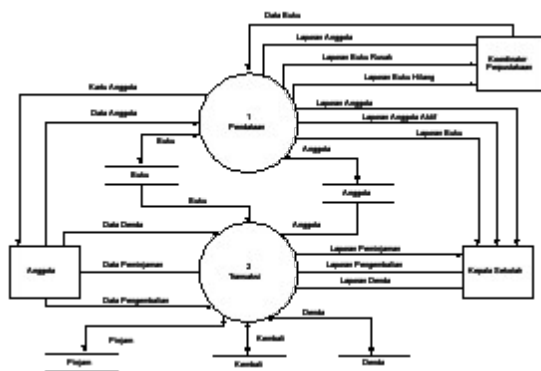 Data Buku
Laporan Anggota
Laporan Buku Rusak
Laporan Buku Hilang
Koordinator
Perpustakaan
Kartu Anggota
Data Anggota
1
Pendataan
Laporan Anggota
Laporan Anggota Aktif
Laporan Buku
Buku
Anggota
Buku
Anggota
Buku
Anggota
Data Denda
Anggota
Data Peminjaman
Data Pengembalian
2
Transaksi
Laporan Peminjaman
Laporan Pengembalian
Laporan Denda
Kepala Sekolah
Pinjam
Kembali
Denda
Pinjam
Kembali
Denda